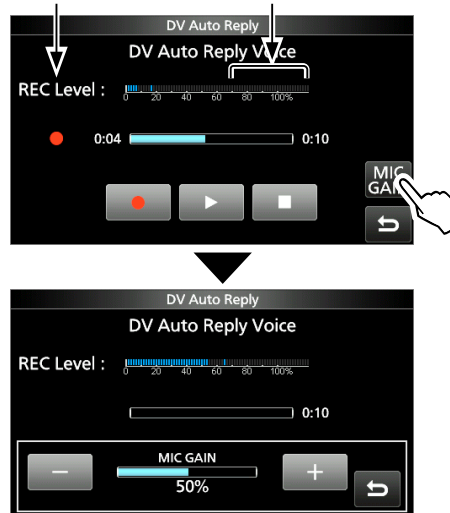 DV Auto Reply
DV Auto Reply Voice
REC Level :
0 20 40 60 80 100%
0:04 0:10
MIC
GAIN
DV Auto Reply
DV Auto Reply Voice
REC Level :
0 20 40 60 80 100%
0:10
MIC GAIN
50%